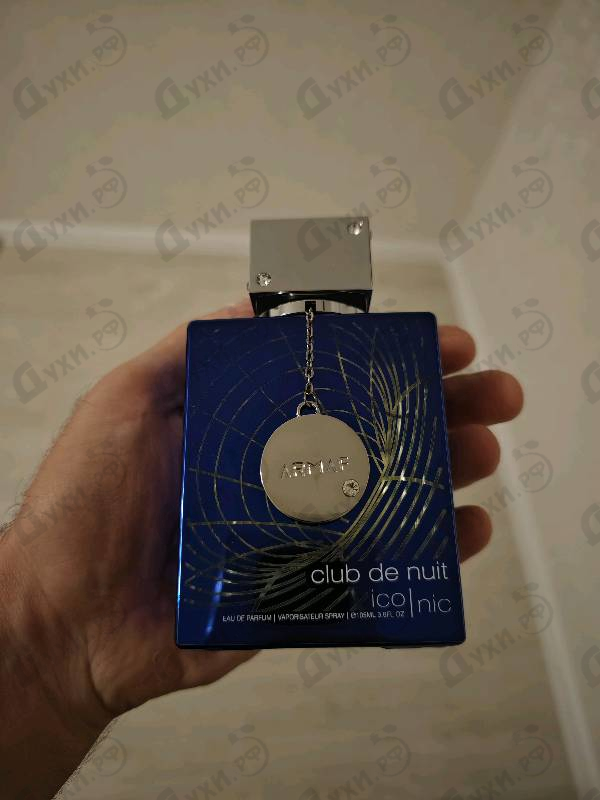 ARMAF
club de nuit
ico|nic
EAU DE PARFUM | VAPORISATEUR SPRAY | ℮105ML 3.6FL OZ
Духи.рф